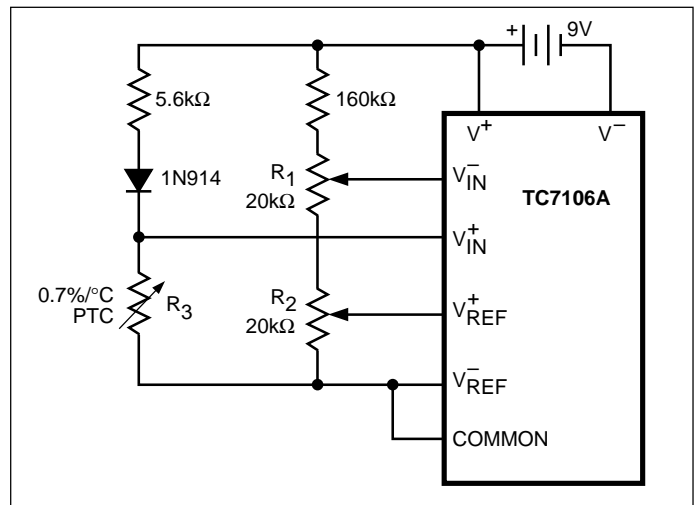 + 9V
5.6kΩ
160kΩ
V+
V−
1N914
R1
20kΩ
V−IN
TC7106A
V+IN
0.7%/°C
PTC
R3
R2
20kΩ
V+REF
V−REF
COMMON